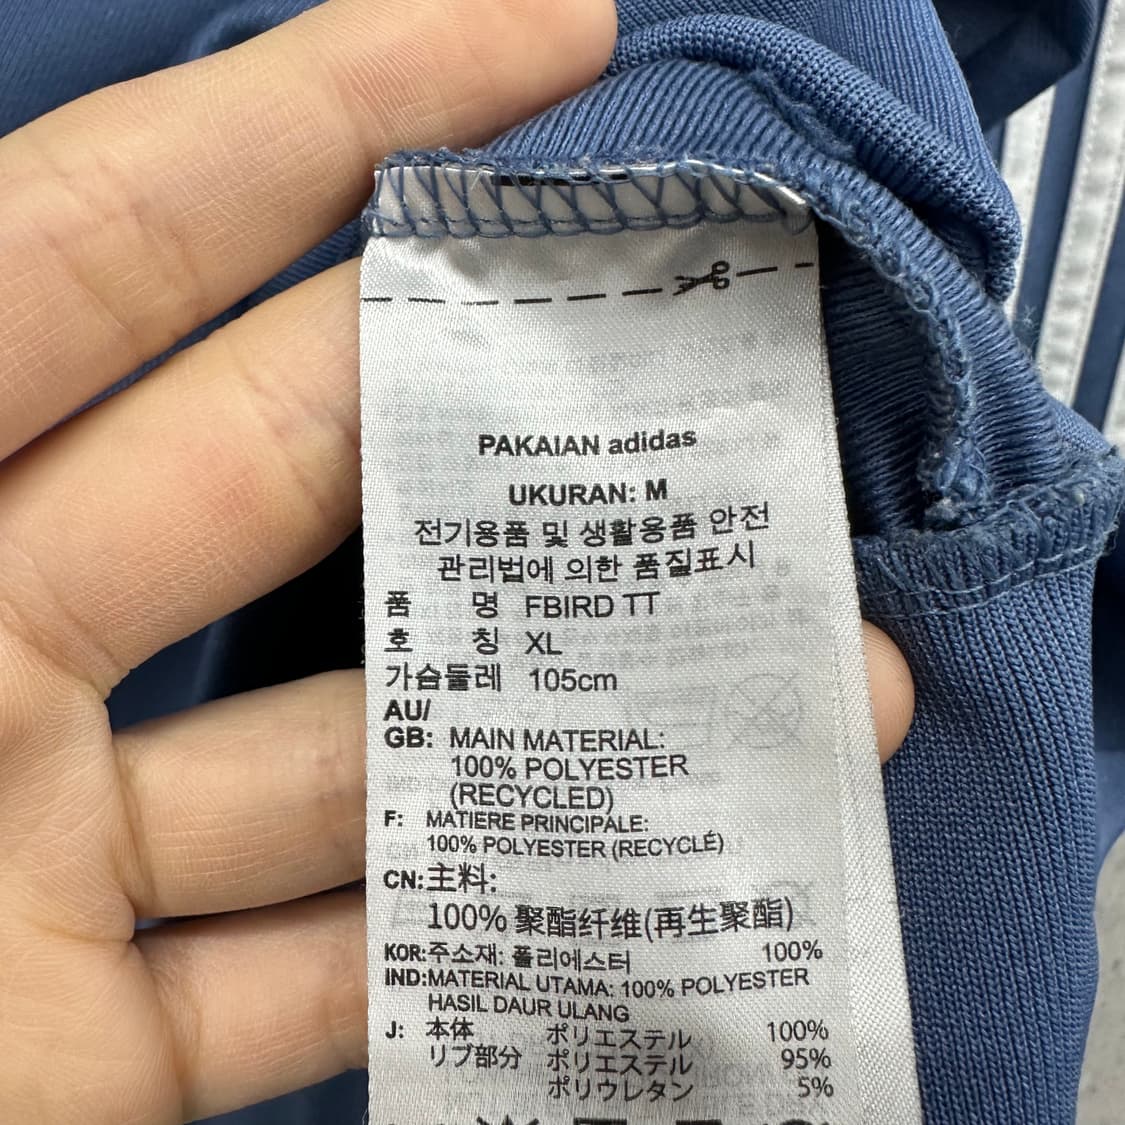 PAKAIAN adidas
UKURAN: M
전기용품 및 생활용품 안전
관리법에 의한 품질표시
품 명 FBIRD TT
호 칭 XL
가슴둘레 105cm
AU/
GB: MAIN MATERIAL:
100% POLYESTER
(RECYCLED)
F: MATIERE PRINCIPALE:
100% POLYESTER (RECYCLÉ)
CN:主料:
100% 聚酯纤维(再生聚酯)
KOR:주소재: 폴리에스터 100%
IND:MATERIAL UTAMA: 100% POLYESTER
HASIL DAUR ULANG
J: 本体 ポリエステル 100%
リブ部分 ポリエステル 95%
ポリウレタン 5%